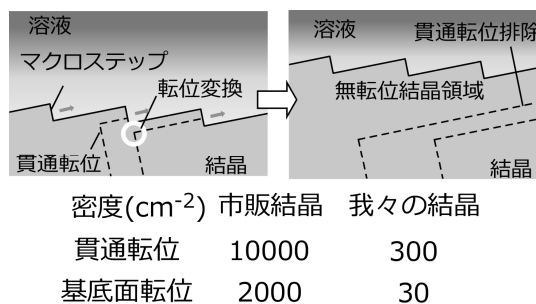 溶液
マクロステップ
転位変換
貫通転位
結晶
溶液
貫通転位排除
無転位結晶領域
結晶
密度(cm-2) 市販結晶 我々の結晶
貫通転位 10000 300
基底面転位 2000 30